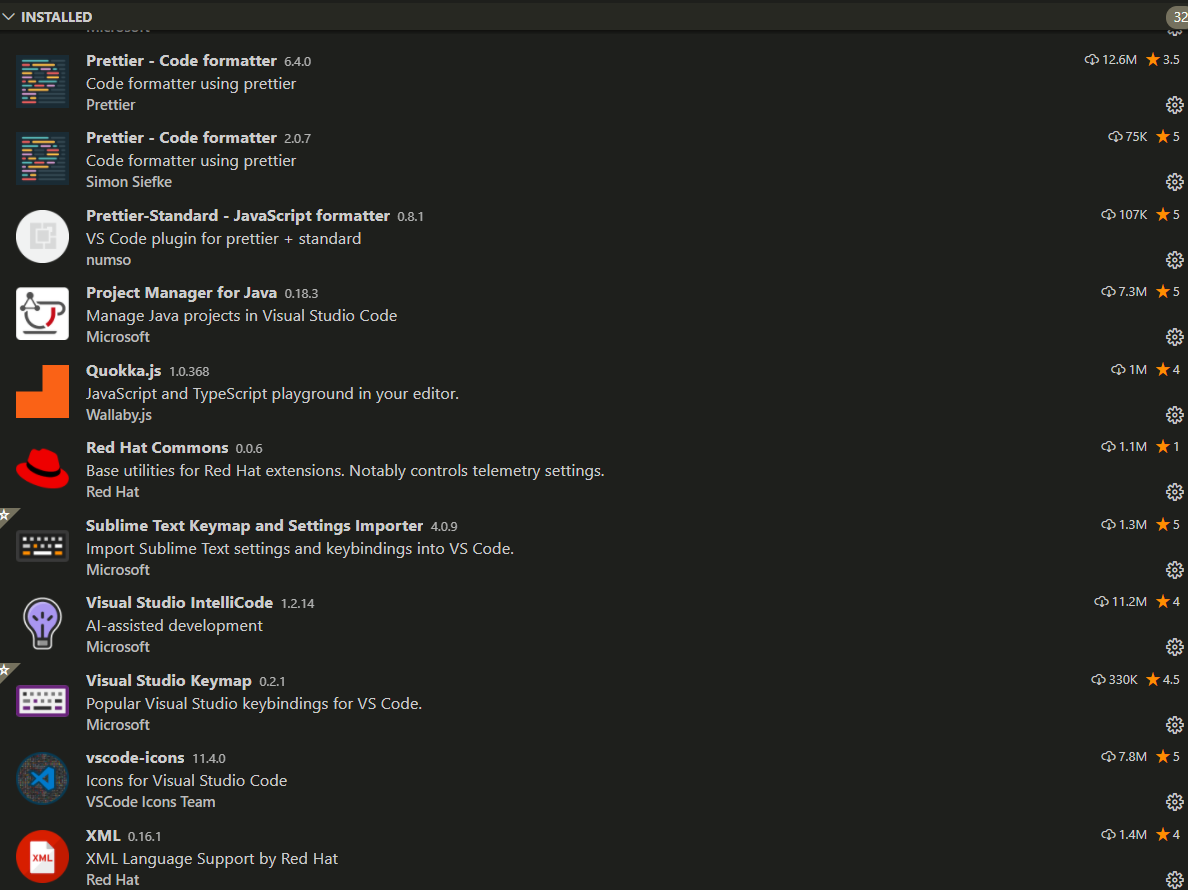 INSTALLED 32
Microsoft
Prettier - Code formatter 6.4.0 12.6M 3.5
Code formatter using prettier
Prettier
Prettier - Code formatter 2.0.7 75K 5
Code formatter using prettier
Simon Siefke
Prettier-Standard - JavaScript formatter 0.8.1 107K 5
VS Code plugin for prettier + standard
numso
Project Manager for Java 0.18.3 7.3M 5
Manage Java projects in Visual Studio Code
Microsoft
Quokka.js 1.0.368 1M 4
JavaScript and TypeScript playground in your editor.
Wallaby.js
Red Hat Commons 0.0.6 1.1M 1
Base utilities for Red Hat extensions. Notably controls telemetry settings.
Red Hat
Sublime Text Keymap and Settings Importer 4.0.9 1.3M 5
Import Sublime Text settings and keybindings into VS Code.
Microsoft
Visual Studio IntelliCode 1.2.14 11.2M 4
AI-assisted development
Microsoft
Visual Studio Keymap 0.2.1 330K 4.5
Popular Visual Studio keybindings for VS Code.
Microsoft
vscode-icons 11.4.0 7.8M 5
Icons for Visual Studio Code
VSCode Icons Team
XML 0.16.1 1.4M 4
XML
XML Language Support by Red Hat
Red Hat